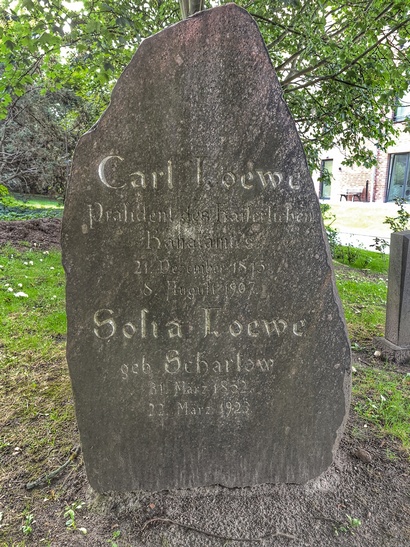 Carl Loewe
Präsident des Kaiserlichen
Kanalamtes
21. Dezember 1845
8. August 1907
Sofia Loewe
geb. Scharlow
31. März 1852
22. März 1923